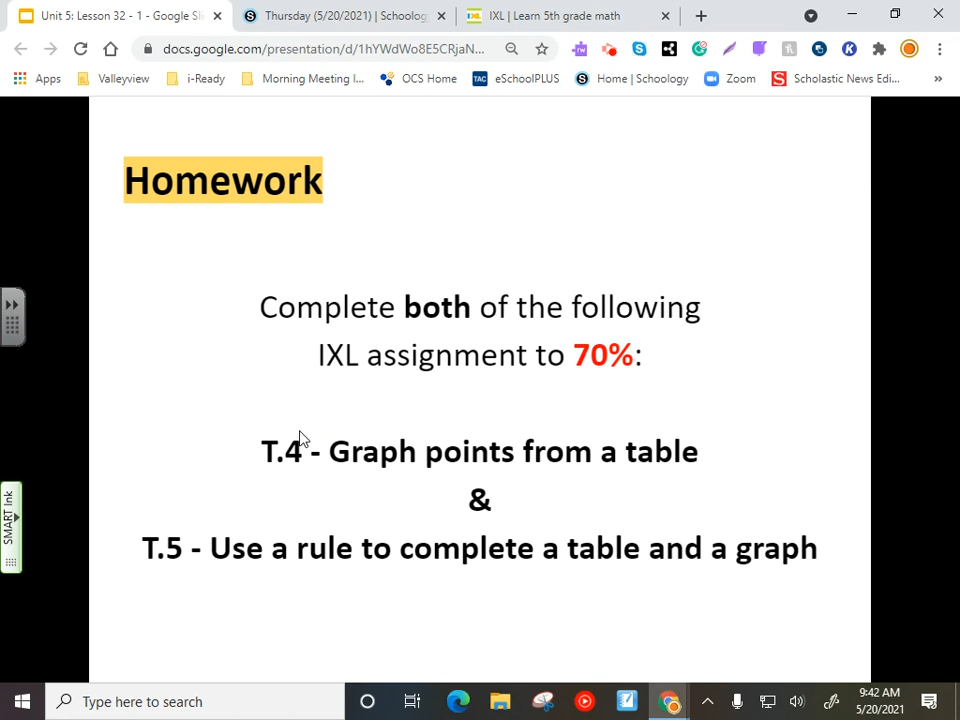 Unit 5: Lesson 32 - 1 - Google Sli
Thursday (5/20/2021) | Schoolog
IXL | Learn 5th grade math
docs.google.com/presentation/d/1hYWdWo8E5CRjaN...
Apps
Valleyview
i-Ready
Morning Meeting I...
OCS Home
TAC
eSchoolPLUS
Home | Schoology
Zoom
Scholastic News Edi...
Homework
Complete both of the following
IXL assignment to 70%:
T.4 - Graph points from a table
&
T.5 - Use a rule to complete a table and a graph
SMART Ink
Type here to search
9:42 AM
5/20/2021